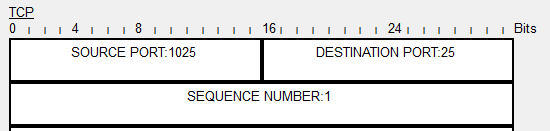 TCP
0 4 8 16 24 Bits
SOURCE PORT:1025 DESTINATION PORT:25
SEQUENCE NUMBER:1